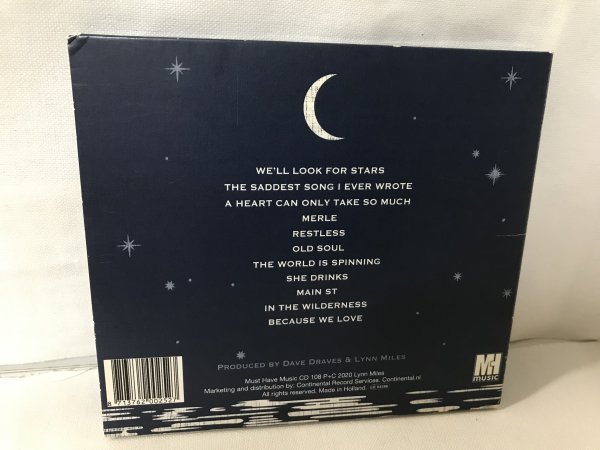 WE'LL LOOK FOR STARS
THE SADDEST SONG I EVER WROTE
A HEART CAN ONLY TAKE SO MUCH
MERLE
RESTLESS
OLD SOUL
THE WORLD IS SPINNING
SHE DRINKS
MAIN ST
IN THE WILDERNESS
BECAUSE WE LOVE
PRODUCED BY DAVE DRAVES & LYNN MILES
Must Have Music CD 108 P+C 2020 Lynn Miles
Marketing and distribution by: Continental Record Services. Continental.nl
All rights reserved. Made in Holland.
MH
MUSIC
8 713762 002527